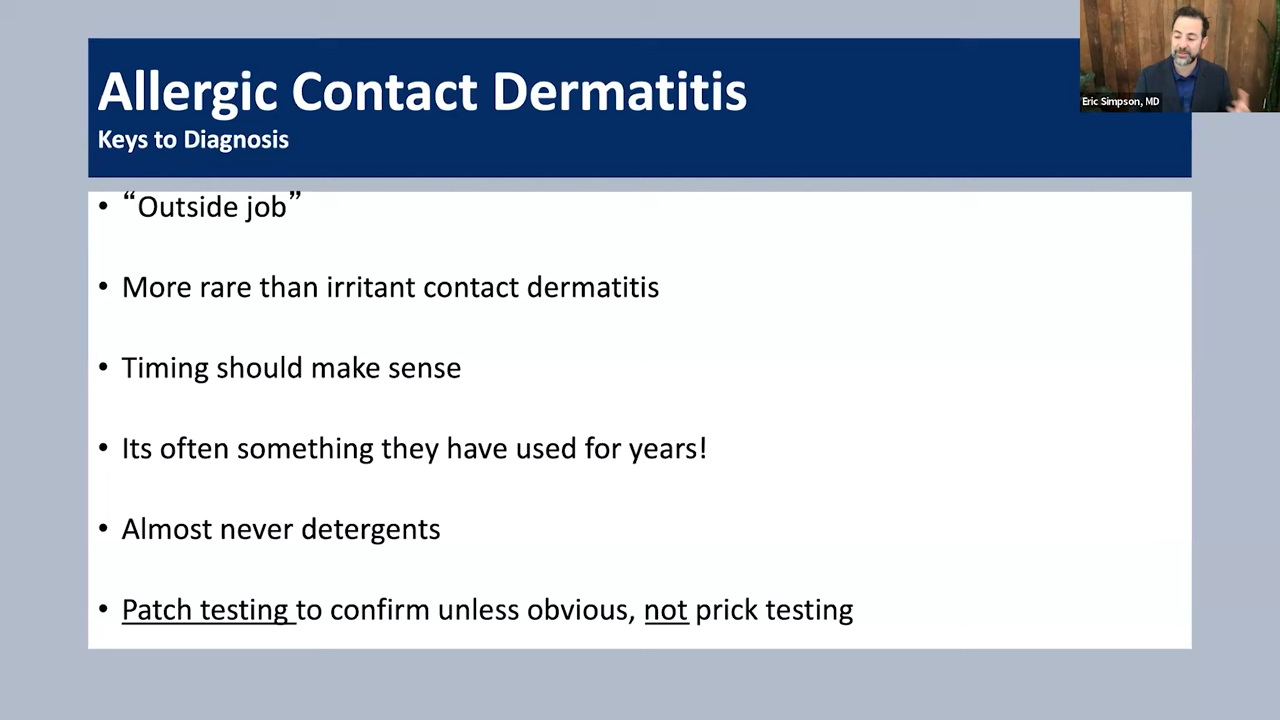 Allergic Contact Dermatitis
Keys to Diagnosis
Eric Simpson, MD
• “Outside job”
• More rare than irritant contact dermatitis
• Timing should make sense
• Its often something they have used for years!
• Almost never detergents
• Patch testing to confirm unless obvious, not prick testing